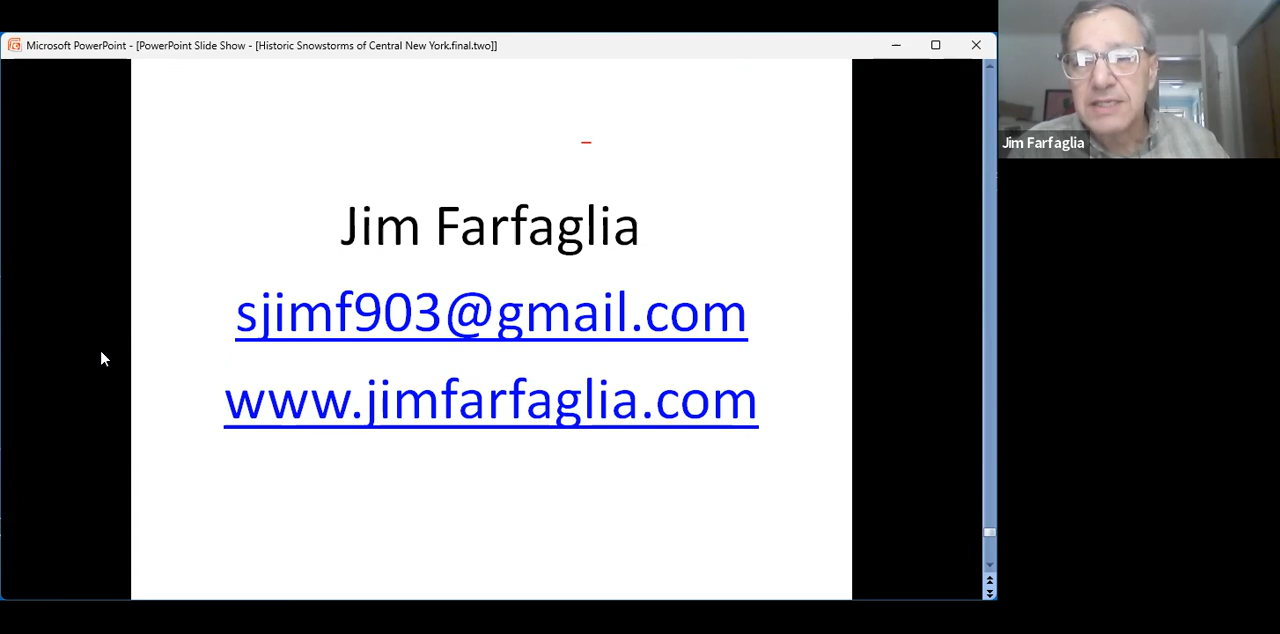 Microsoft PowerPoint - [PowerPoint Slide Show - [Historic Snowstorms of Central New York.final.two]]
Jim Farfaglia
Jim Farfaglia
sjimf903@gmail.com
www.jimfarfaglia.com